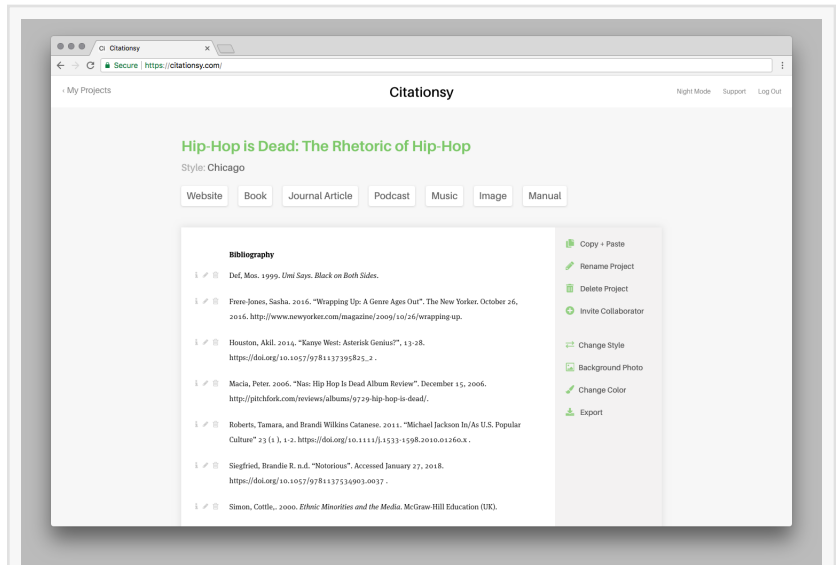 Ci Citationsy
Secure https://citationsy.com/
‹ My Projects
Citationsy
Night Mode Support Log Out
Hip-Hop is Dead: The Rhetoric of Hip-Hop
Style: Chicago
Website Book Journal Article Podcast Music Image Manual
Bibliography
Def, Mos. 1999. Umi Says. Black on Both Sides.
Frere-Jones, Sasha. 2016. “Wrapping Up: A Genre Ages Out”. The New Yorker. October 26,
2016. http://www.newyorker.com/magazine/2009/10/26/wrapping-up.
Houston, Akil. 2014. “Kanye West: Asterisk Genius?”, 13-28.
https://doi.org/10.1057/9781137395825_2 .
Macia, Peter. 2006. “Nas: Hip Hop Is Dead Album Review”. December 15, 2006.
http://pitchfork.com/reviews/albums/9729-hip-hop-is-dead/.
Roberts, Tamara, and Brandi Wilkins Catanese. 2011. “Michael Jackson In/As U.S. Popular
Culture” 23 (1 ), 1-2. https://doi.org/10.1111/j.1533-1598.2010.01260.x .
Siegfried, Brandie R. n.d. “Notorious”. Accessed January 27, 2018.
https://doi.org/10.1057/9781137534903.0037 .
Simon, Cottle,. 2000. Ethnic Minorities and the Media. McGraw-Hill Education (UK).
Copy + Paste
Rename Project
Delete Project
Invite Collaborator
Change Style
Background Photo
Change Color
Export